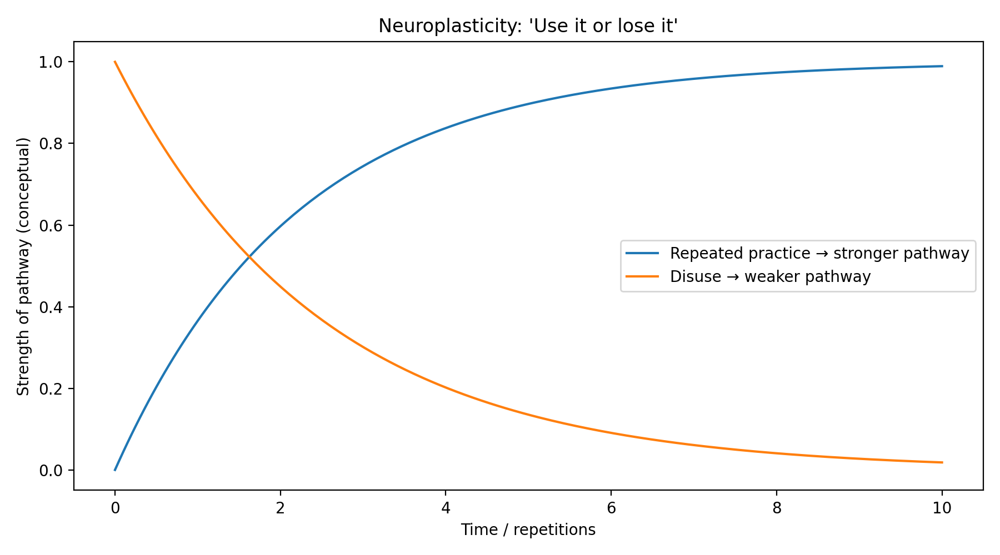 Neuroplasticity: 'Use it or lose it'
Strength of pathway (conceptual)
1.0
0.8
0.6
0.4
0.2
0.0
Repeated practice → stronger pathway
Disuse → weaker pathway
0 2 4 6 8 10
Time / repetitions